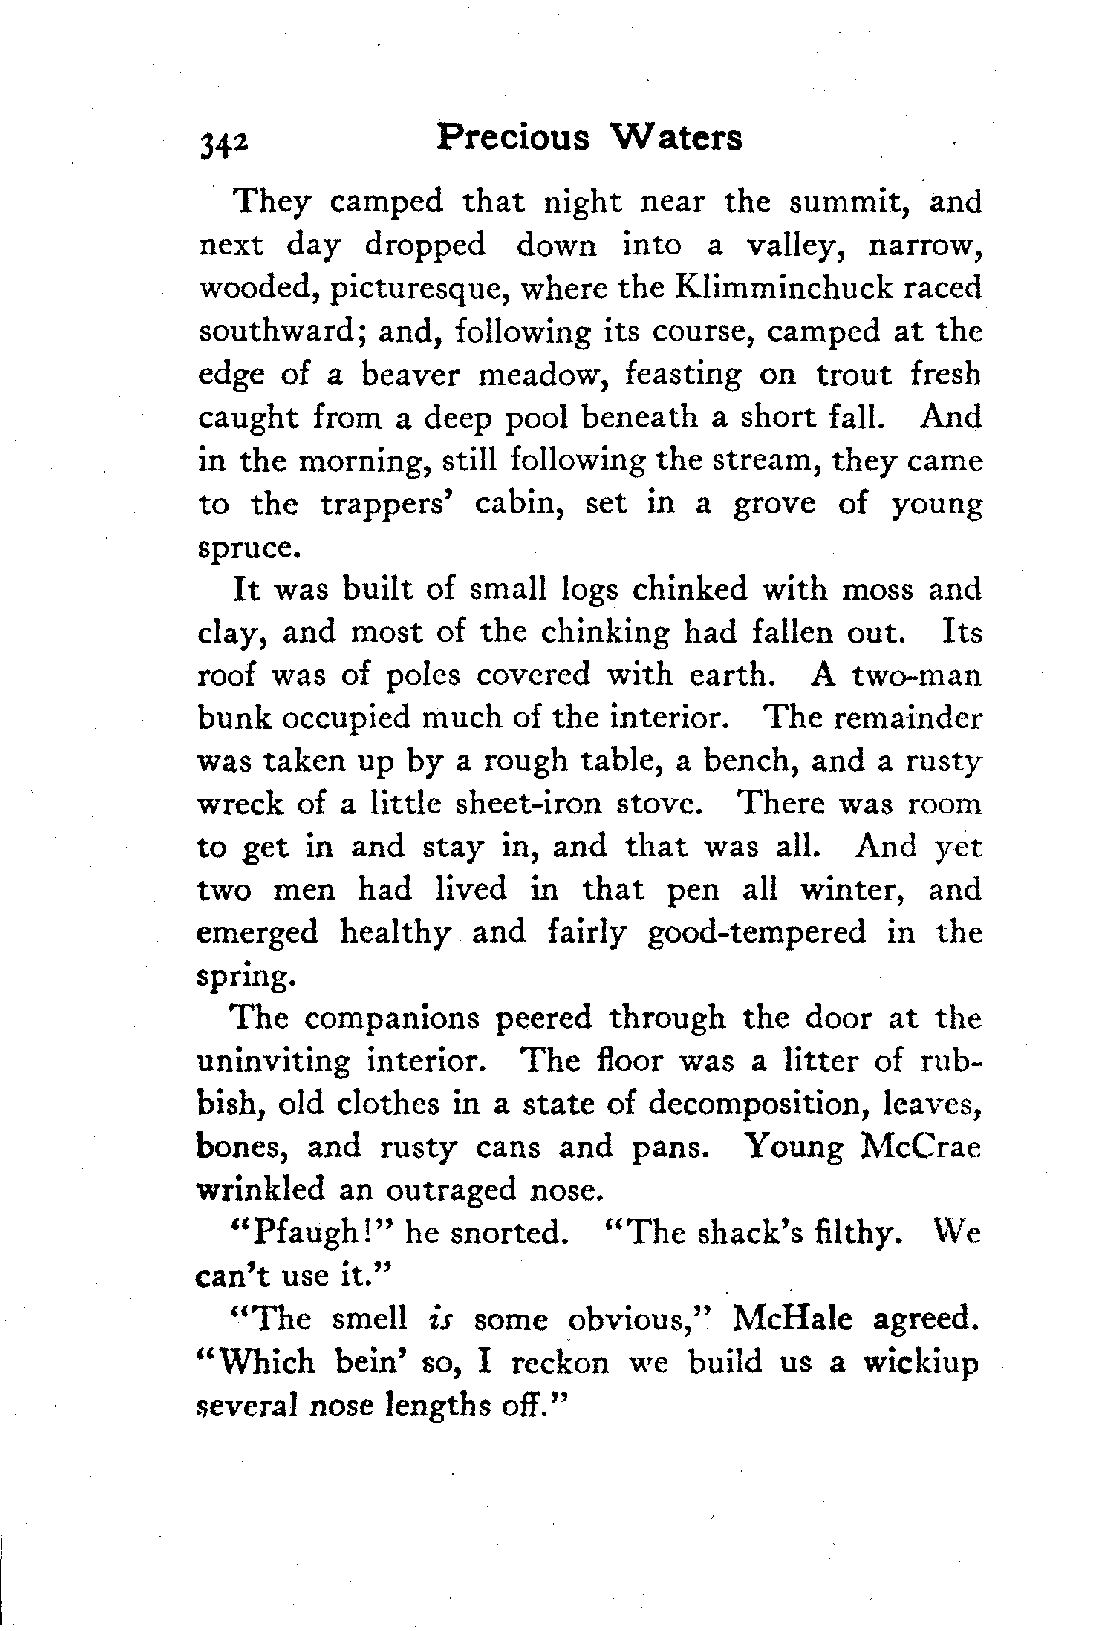 342 Precious Waters
They camped that night near the summit, and
next day dropped down into a valley, narrow,
wooded, picturesque, where the Klimminchuck raced
southward; and, following its course, camped at the
edge of a beaver meadow, feasting on trout fresh
caught from a deep pool beneath a short fall. And
in the morning, still following the stream, they came
to the trappers' cabin, set in a grove of young
spruce.
It was built of small logs chinked with moss and
clay, and most of the chinking had fallen out. Its
roof was of poles covered with earth. A two-man
bunk occupied much of the interior. The remainder
was taken up by a rough table, a bench, and a rusty
wreck of a little sheet-iron stove. There was room
to get in and stay in, and that was all. And yet
two men had lived in that pen all winter, and
emerged healthy and fairly good-tempered in the
spring.
The companions peered through the door at the
uninviting interior. The floor was a litter of rub-
bish, old clothes in a state of decomposition, leaves,
bones, and rusty cans and pans. Young McCrae
wrinkled an outraged nose.
"Pfaugh!" he snorted. "The shack's filthy. We
can't use it."
"The smell is some obvious," McHale agreed.
"Which bein' so, I reckon we build us a wickiup
several nose lengths off."